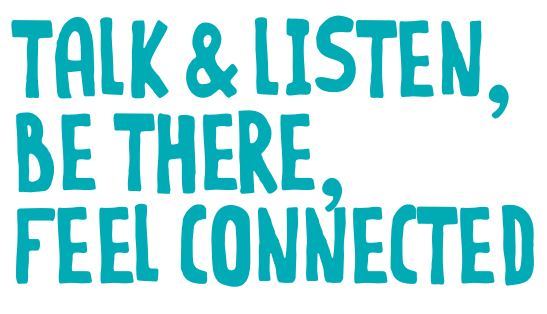 TALK & LISTEN,
BE THERE,
FEEL CONNECTED